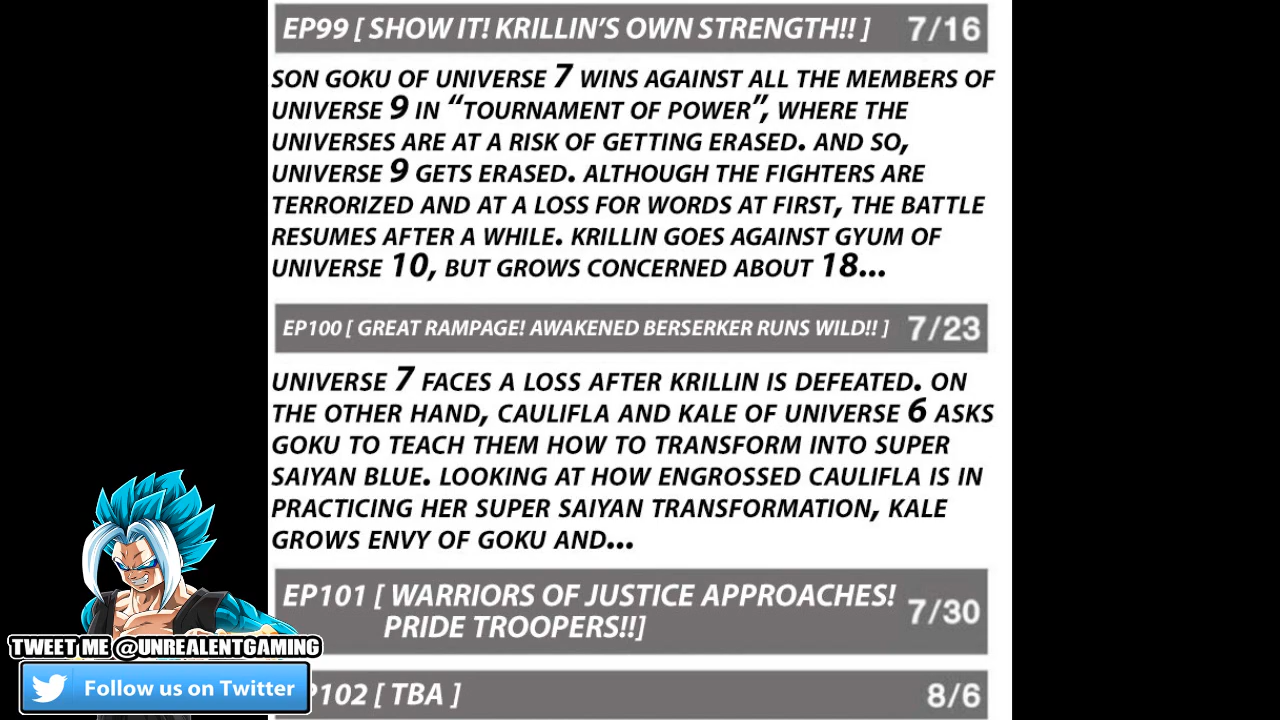 EP99 [ SHOW IT! KRILLIN'S OWN STRENGTH!! ] 7/16
SON GOKU OF UNIVERSE 7 WINS AGAINST ALL THE MEMBERS OF
UNIVERSE 9 IN “TOURNAMENT OF POWER”, WHERE THE
UNIVERSES ARE AT A RISK OF GETTING ERASED. AND SO,
UNIVERSE 9 GETS ERASED. ALTHOUGH THE FIGHTERS ARE
TERRORIZED AND AT A LOSS FOR WORDS AT FIRST, THE BATTLE
RESUMES AFTER A WHILE. KRILLIN GOES AGAINST GYUM OF
UNIVERSE 10, BUT GROWS CONCERNED ABOUT 18...
EP100 [ GREAT RAMPAGE! AWAKENED BERSERKER RUNS WILD!! ] 7/23
UNIVERSE 7 FACES A LOSS AFTER KRILLIN IS DEFEATED. ON
THE OTHER HAND, CAULIFLA AND KALE OF UNIVERSE 6 ASKS
GOKU TO TEACH THEM HOW TO TRANSFORM INTO SUPER
SAIYAN BLUE. LOOKING AT HOW ENGROSSED CAULIFLA IS IN
PRACTICING HER SUPER SAIYAN TRANSFORMATION, KALE
GROWS ENVY OF GOKU AND...
EP101 [ WARRIORS OF JUSTICE APPROACHES! 7/30
PRIDE TROOPERS!!]
P102 [ TBA ] 8/6
TWEET ME @UNREALENTGAMING
Follow us on Twitter